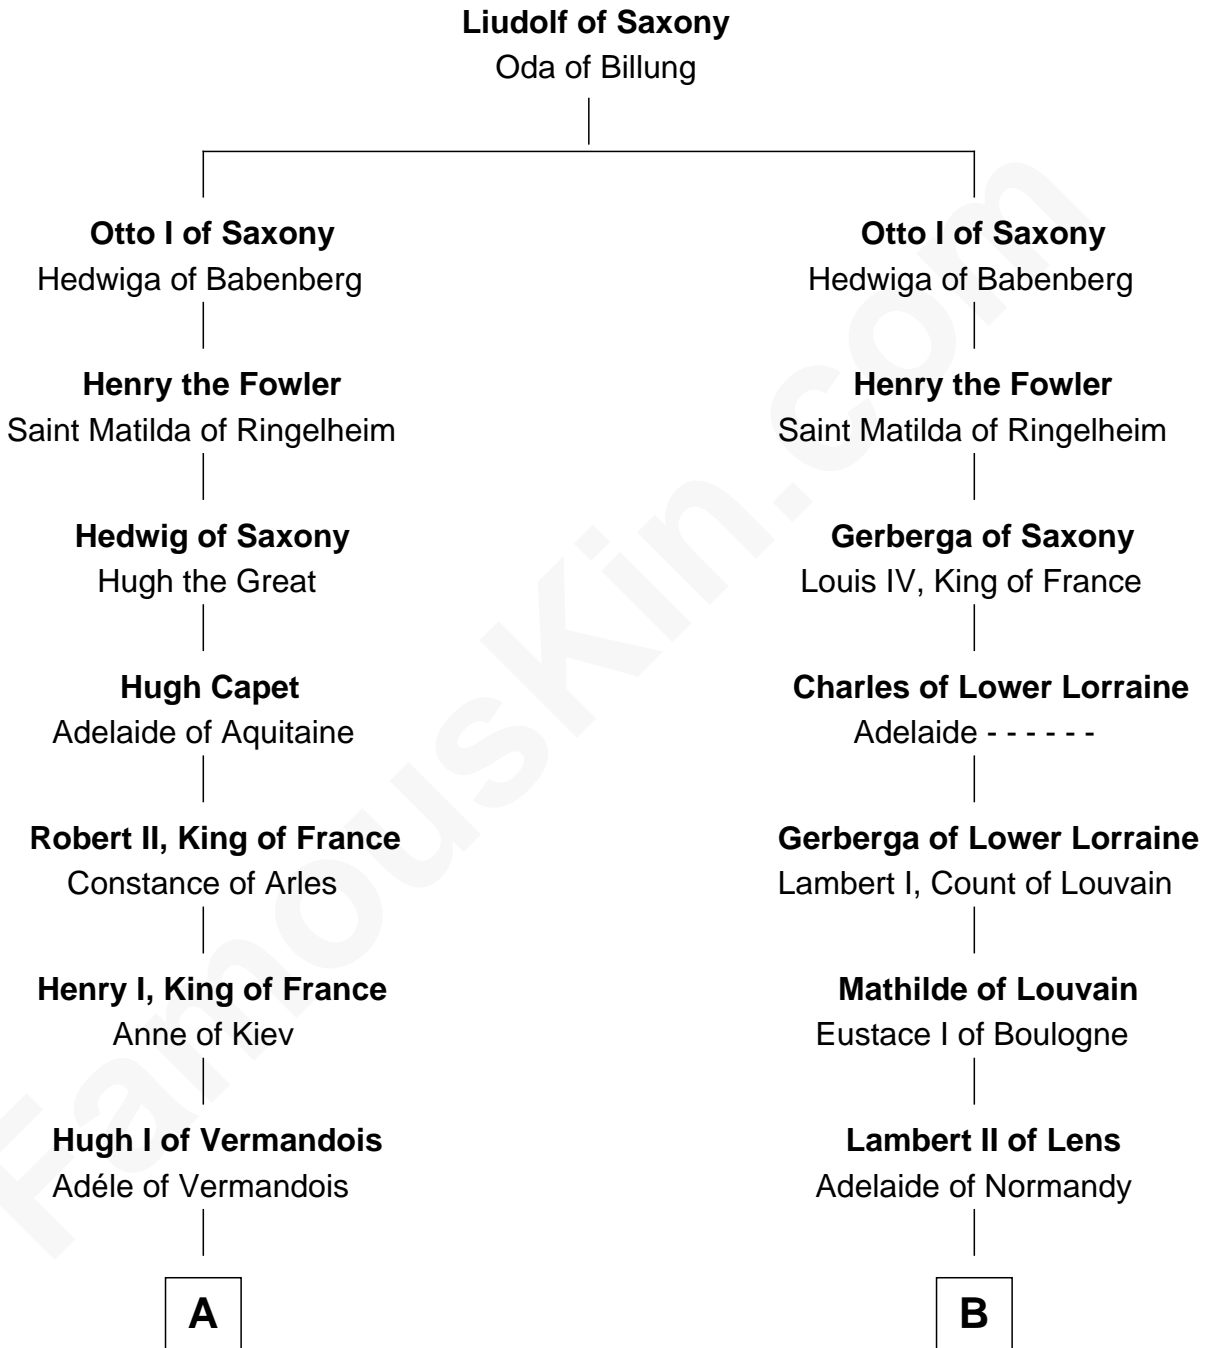 Liudolf of Saxony
Oda of Billung
Otto I of Saxony
Hedwiga of Babenberg
Henry the Fowler
Saint Matilda of Ringelheim
Hedwig of Saxony
Hugh the Great
Hugh Capet
Adelaide of Aquitaine
Robert II, King of France
Constance of Arles
Henry I, King of France
Anne of Kiev
Hugh I of Vermandois
Adéle of Vermandois
A
Otto I of Saxony
Hedwiga of Babenberg
Henry the Fowler
Saint Matilda of Ringelheim
Gerberga of Saxony
Louis IV, King of France
Charles of Lower Lorraine
Adelaide - - - - - -
Gerberga of Lower Lorraine
Lambert I, Count of Louvain
Mathilde of Louvain
Eustace I of Boulogne
Lambert II of Lens
Adelaide of Normandy
B
FamousKin.com